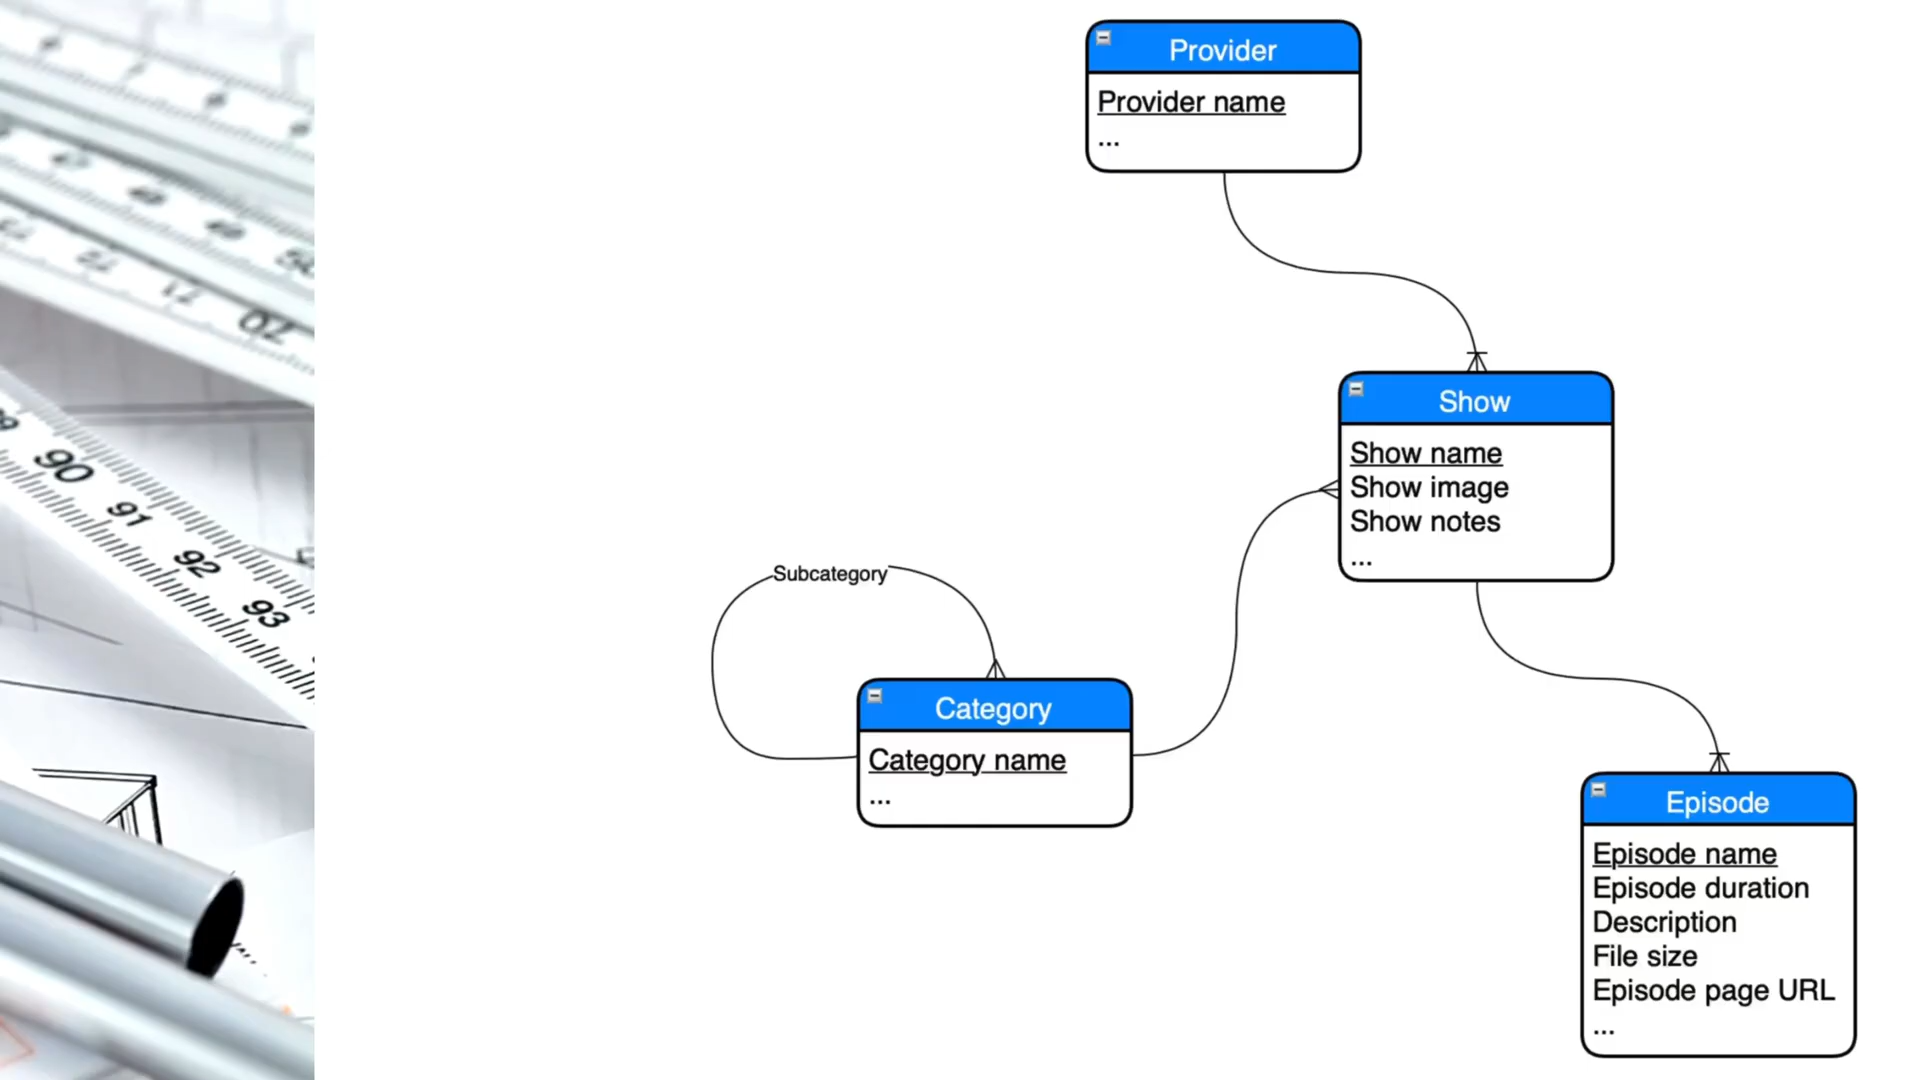 Provider
Provider name
...
Show
Show name
Show image
Show notes
...
Subcategory
Category
Category name
...
Episode
Episode name
Episode duration
Description
File size
Episode page URL
...
90
91
92
93